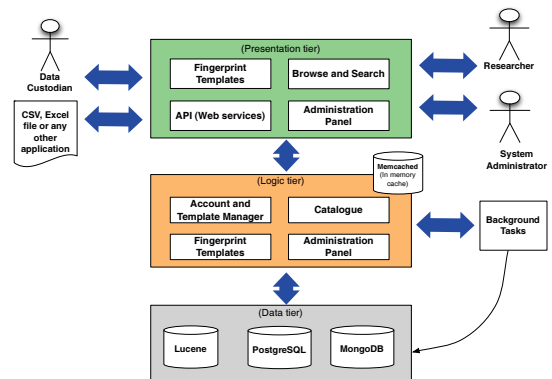 (Presentation tier)
Data
Custodian
Fingerprint
Templates
Browse and Search
Researcher
CSV, Excel
file or any
other
application
API (Web services)
Administration
Panel
System
Administrator
Memcached
(In memory
cache)
(Logic tier)
Account and
Template Manager
Catalogue
Fingerprint
Templates
Administration
Panel
Background
Tasks
(Data tier)
Lucene
PostgreSQL
MongoDB